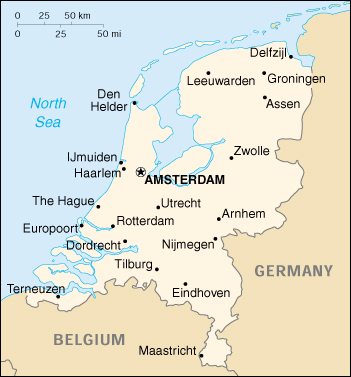 0 25 50 km
0 25 50 mi
Delfzijl
Leeuwarden
Groningen
Den
Helder
Assen
North
Sea
Zwolle
IJmuiden
Haarlem
AMSTERDAM
The Hague
Utrecht
Arnhem
Europoort
Rotterdam
Dordrecht
Nijmegen
Tilburg
GERMANY
Terneuzen
Eindhoven
BELGIUM
Maastricht